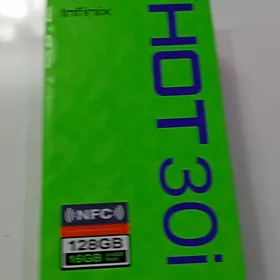 Infinix
HOT 30i
((NFC))
128GB
16GB